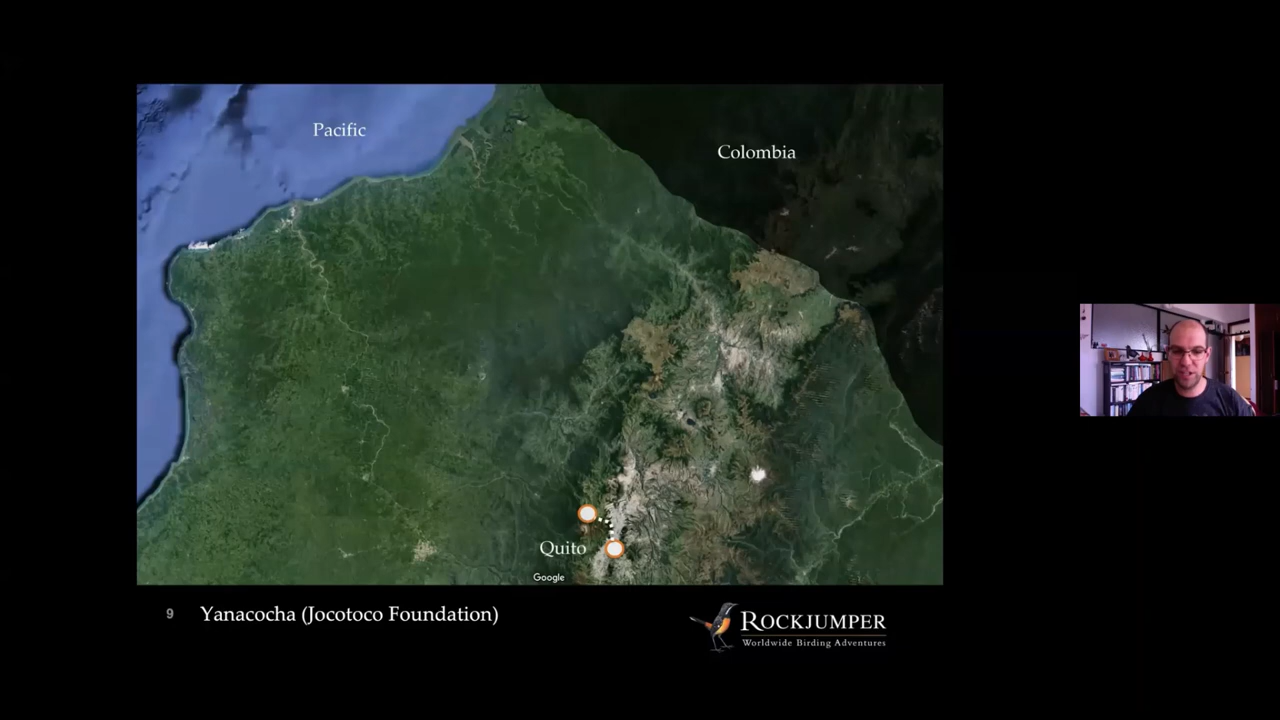 Pacific
Colombia
Quito
Google
9 Yanacocha (Jocotoco Foundation)
ROCKJUMPER
Worldwide Birding Adventures